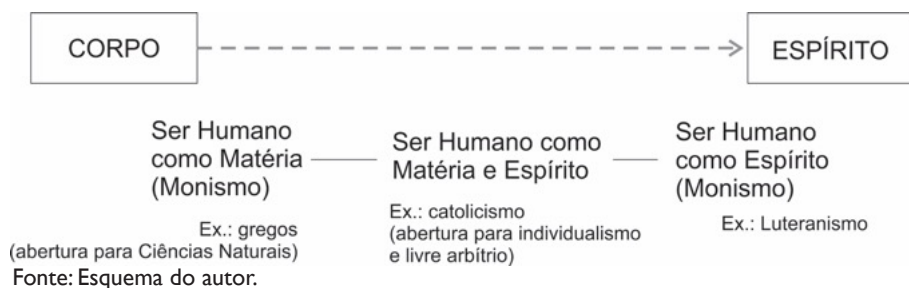 CORPO
ESPÍRITO
Ser Humano
como Matéria
(Monismo)
Ex.: gregos
(abertura para Ciências Naturais)
Ser Humano como
Matéria e Espírito
Ex.: catolicismo
(abertura para individualismo
e livre arbítrio)
Ser Humano
como Espírito
(Monismo)
Ex.: Luteranismo
Fonte: Esquema do autor.